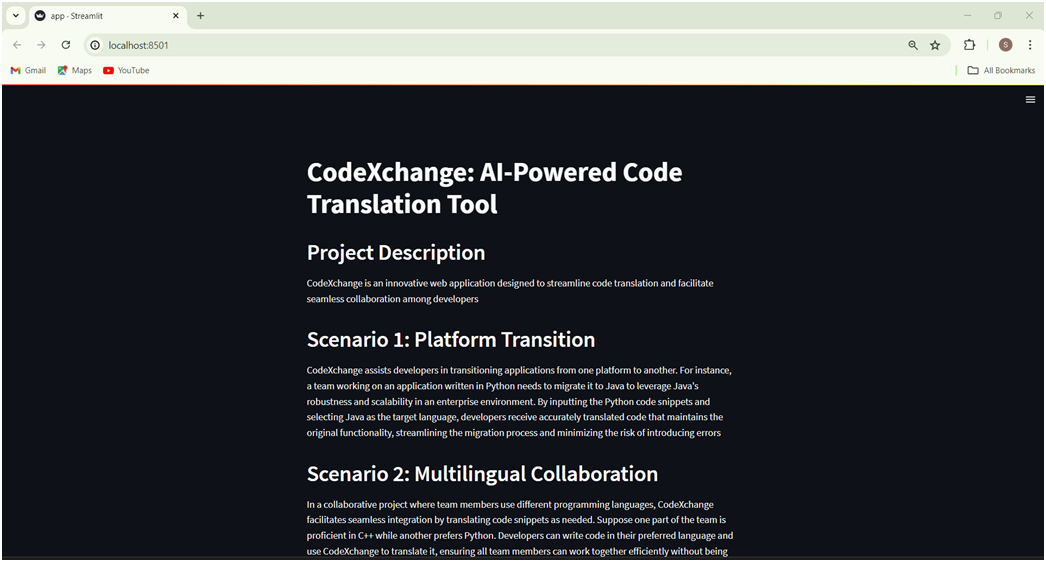 app · Streamlit
localhost:8501
S
Gmail Maps YouTube All Bookmarks
CodeXchange: AI-Powered Code
Translation Tool
Project Description
CodeXchange is an innovative web application designed to streamline code translation and facilitate
seamless collaboration among developers
Scenario 1: Platform Transition
CodeXchange assists developers in transitioning applications from one platform to another. For instance,
a team working on an application written in Python needs to migrate it to Java to leverage Java's
robustness and scalability in an enterprise environment. By inputting the Python code snippets and
selecting Java as the target language, developers receive accurately translated code that maintains the
original functionality, streamlining the migration process and minimizing the risk of introducing errors
Scenario 2: Multilingual Collaboration
In a collaborative project where team members use different programming languages, CodeXchange
facilitates seamless integration by translating code snippets as needed. Suppose one part of the team is
proficient in C++ while another prefers Python. Developers can write code in their preferred language and
use CodeXchange to translate it, ensuring all team members can work together efficiently without being